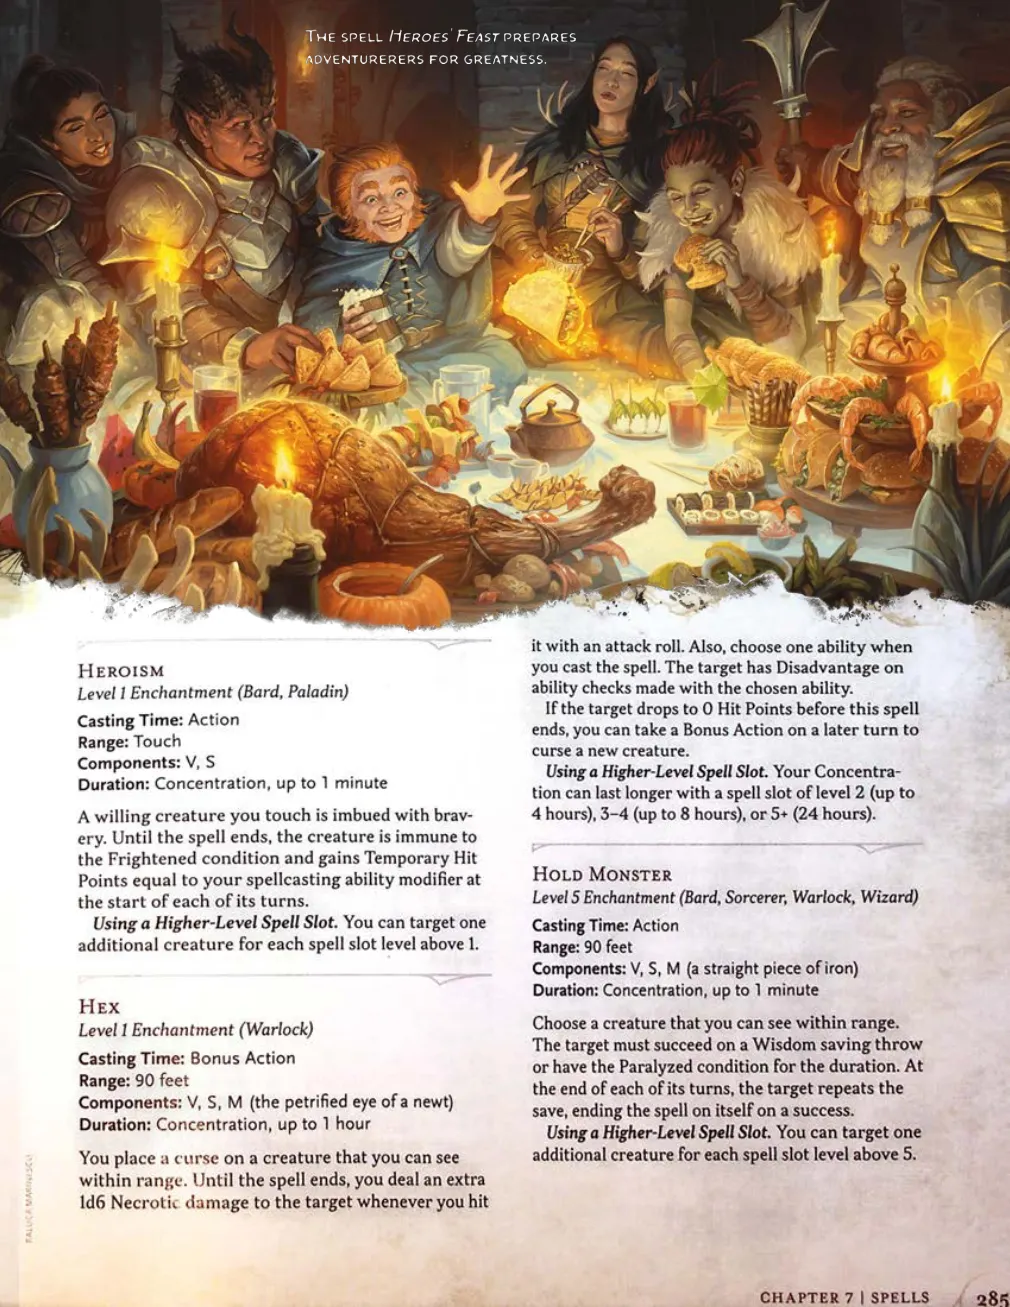 THE SPELL HEROES' FEAST PREPARES
ADVENTURERERS FOR GREATNESS.
HEROISM
Level 1 Enchantment (Bard, Paladin)
Casting Time: Action
Range: Touch
Components: V, S
Duration: Concentration, up to 1 minute
A willing creature you touch is imbued with brav-
ery. Until the spell ends, the creature is immune to
the Frightened condition and gains Temporary Hit
Points equal to your spellcasting ability modifier at
the start of each of its turns.
Using a Higher-Level Spell Slot. You can target one
additional creature for each spell slot level above 1.
HEX
Level 1 Enchantment (Warlock)
Casting Time: Bonus Action
Range: 90 feet
Components: V, S, M (the petrified eye of a newt)
Duration: Concentration, up to 1 hour
You place a curse on a creature that you can see
within range. Until the spell ends, you deal an extra
1d6 Necrotic damage to the target whenever you hit
it with an attack roll. Also, choose one ability when
you cast the spell. The target has Disadvantage on
ability checks made with the chosen ability.
If the target drops to 0 Hit Points before this spell
ends, you can take a Bonus Action on a later turn to
curse a new creature.
Using a Higher-Level Spell Slot. Your Concentra-
tion can last longer with a spell slot of level 2 (up to
4 hours), 3–4 (up to 8 hours), or 5+ (24 hours).
HOLD MONSTER
Level 5 Enchantment (Bard, Sorcerer, Warlock, Wizard)
Casting Time: Action
Range: 90 feet
Components: V, S, M (a straight piece of iron)
Duration: Concentration, up to 1 minute
Choose a creature that you can see within range.
The target must succeed on a Wisdom saving throw
or have the Paralyzed condition for the duration. At
the end of each of its turns, the target repeats the
save, ending the spell on itself on a success.
Using a Higher-Level Spell Slot. You can target one
additional creature for each spell slot level above 5.
RALUCA MARINESCU
CHAPTER 7 | SPELLS
285